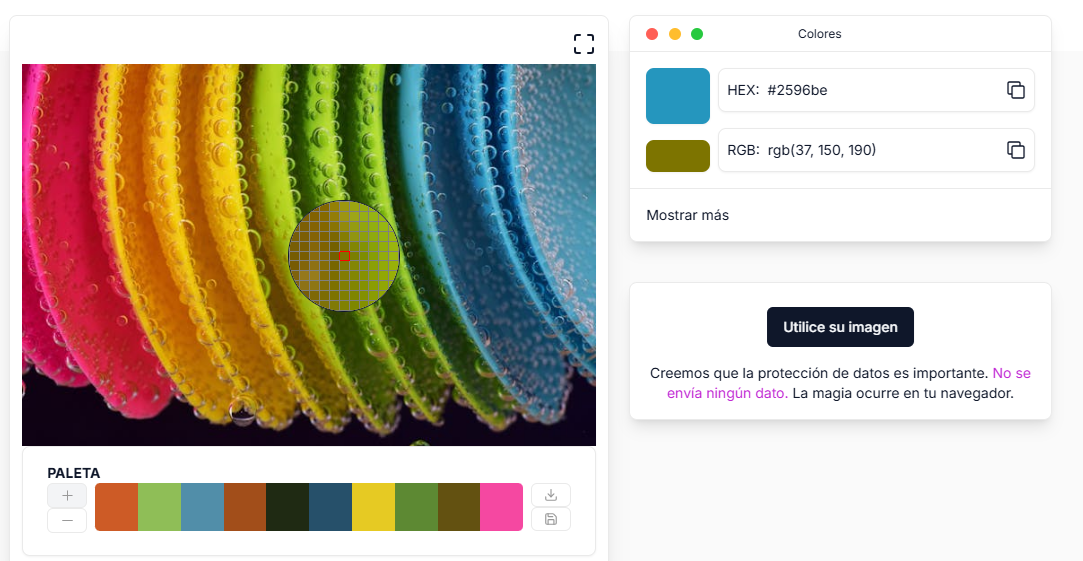 Colores
HEX: #2596be
RGB: rgb(37, 150, 190)
Mostrar más
Utilice su imagen
Creemos que la protección de datos es importante. No se
envía ningún dato. La magia ocurre en tu navegador.
PALETA